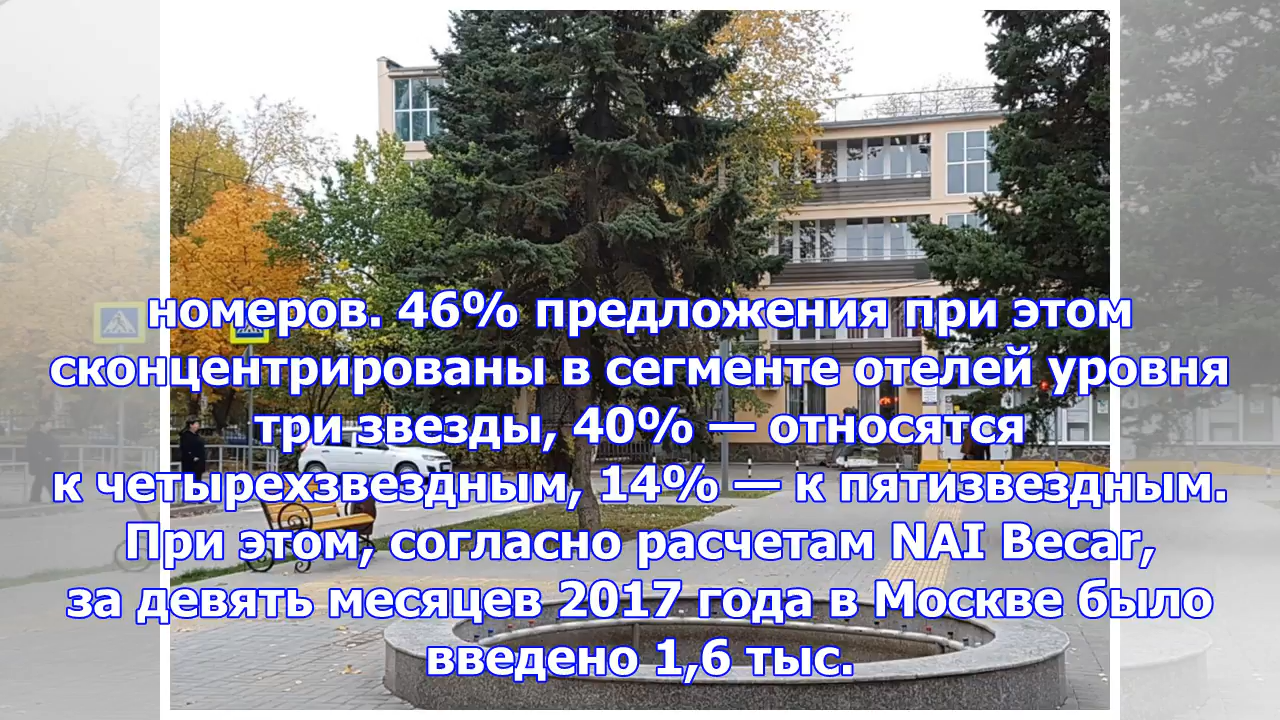 номеров. 46% предложения при этом
сконцентрированы в сегменте отелей уровня
три звезды, 40% — относятся
к четырехзвездным, 14% — к пятизвездным.
При этом, согласно расчетам NAI Becar,
за девять месяцев 2017 года в Москве было
введено 1,6 тыс.